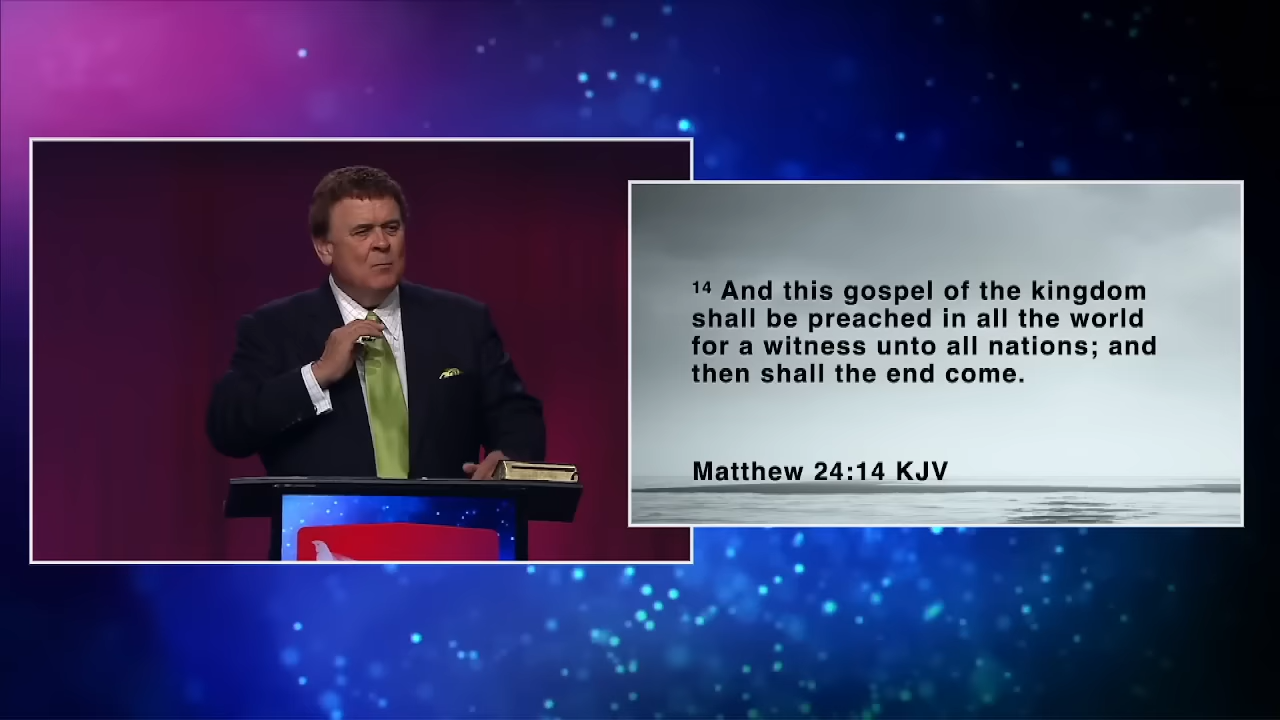 14 And this gospel of the kingdom
shall be preached in all the world
for a witness unto all nations; and
then shall the end come.
Matthew 24:14 KJV